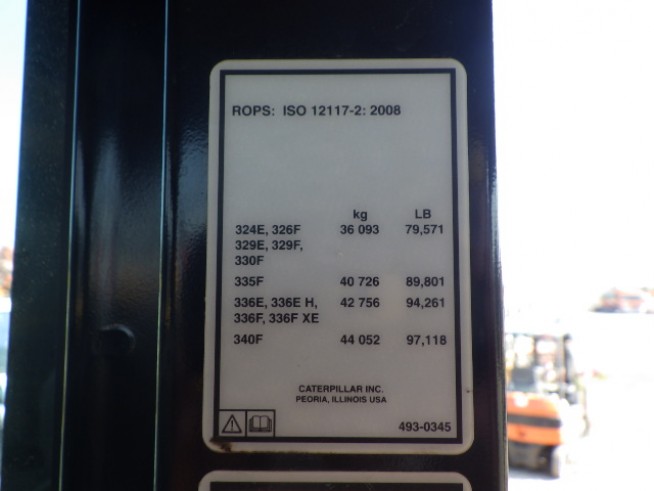 ROPS: ISO 12117-2: 2008
kg LB
324E, 326F 36 093 79,571
329E, 329F,
330F
335F 40 726 89,801
336E, 336E H, 42 756 94,261
336F, 336F XE
340F 44 052 97,118
CATERPILLAR INC.
PEORIA, ILLINOIS USA
493-0345